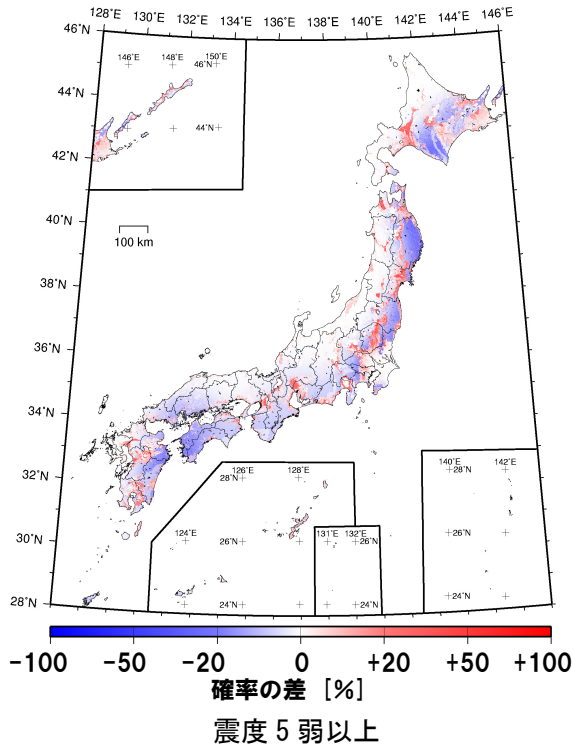 128°E 130°E 132°E 134°E 136°E 138°E 140°E 142°E 144°E 146°E
46°N
146°E 148°E 150°E
46°N
44°N
44°N
42°N
40°N
100 km
38°N
36°N
34°N
32°N
126°E 128°E
28°N
140°E 142°E
28°N
30°N
124°E
26°N
131°E 132°E
26°N
26°N
28°N
24°N
24°N
24°N
-100 -50 -20 0 +20 +50 +100
確率の差 [%]
震度5弱以上